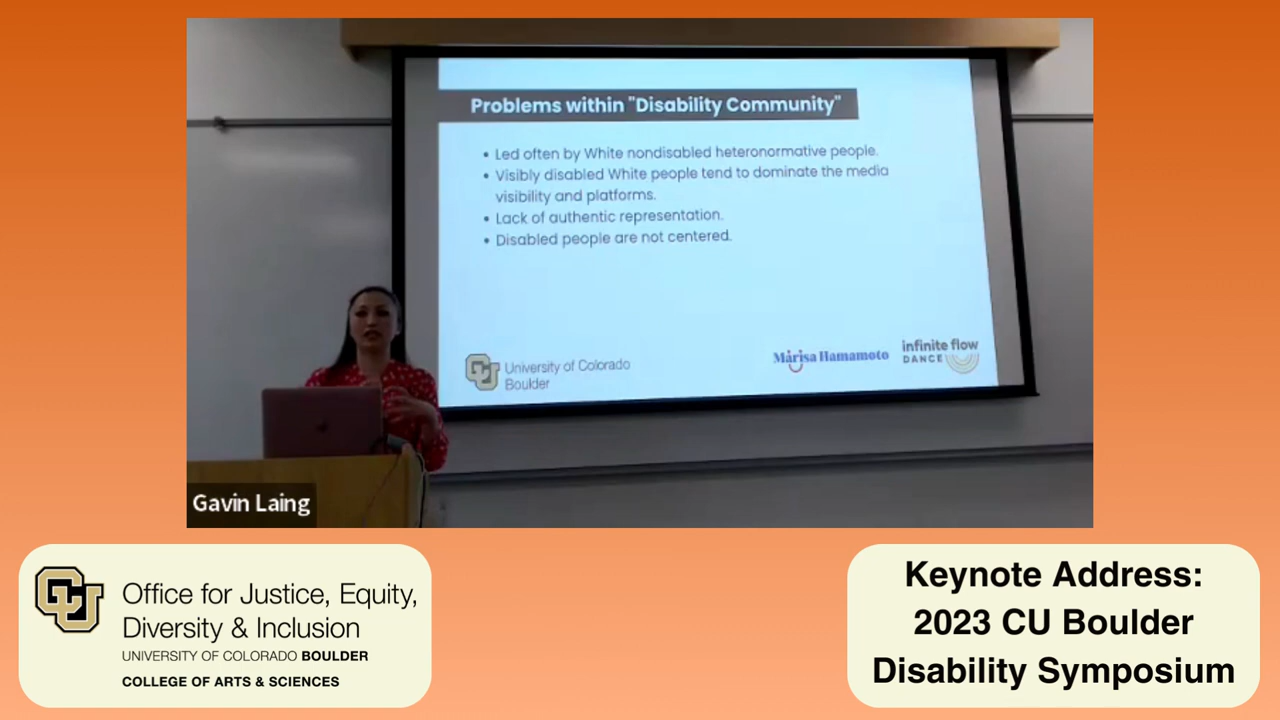 Problems within "Disability Community"
• Led often by White nondisabled heteronormative people.
• Visibly disabled White people tend to dominate the media
visibility and platforms.
• Lack of authentic representation.
• Disabled people are not centered.
University of Colorado
Boulder
Marisa Hamamoto
infinite flow
DANCE
Gavin Laing
CU
Office for Justice, Equity,
Diversity & Inclusion
UNIVERSITY OF COLORADO BOULDER
COLLEGE OF ARTS & SCIENCES
Keynote Address:
2023 CU Boulder
Disability Symposium